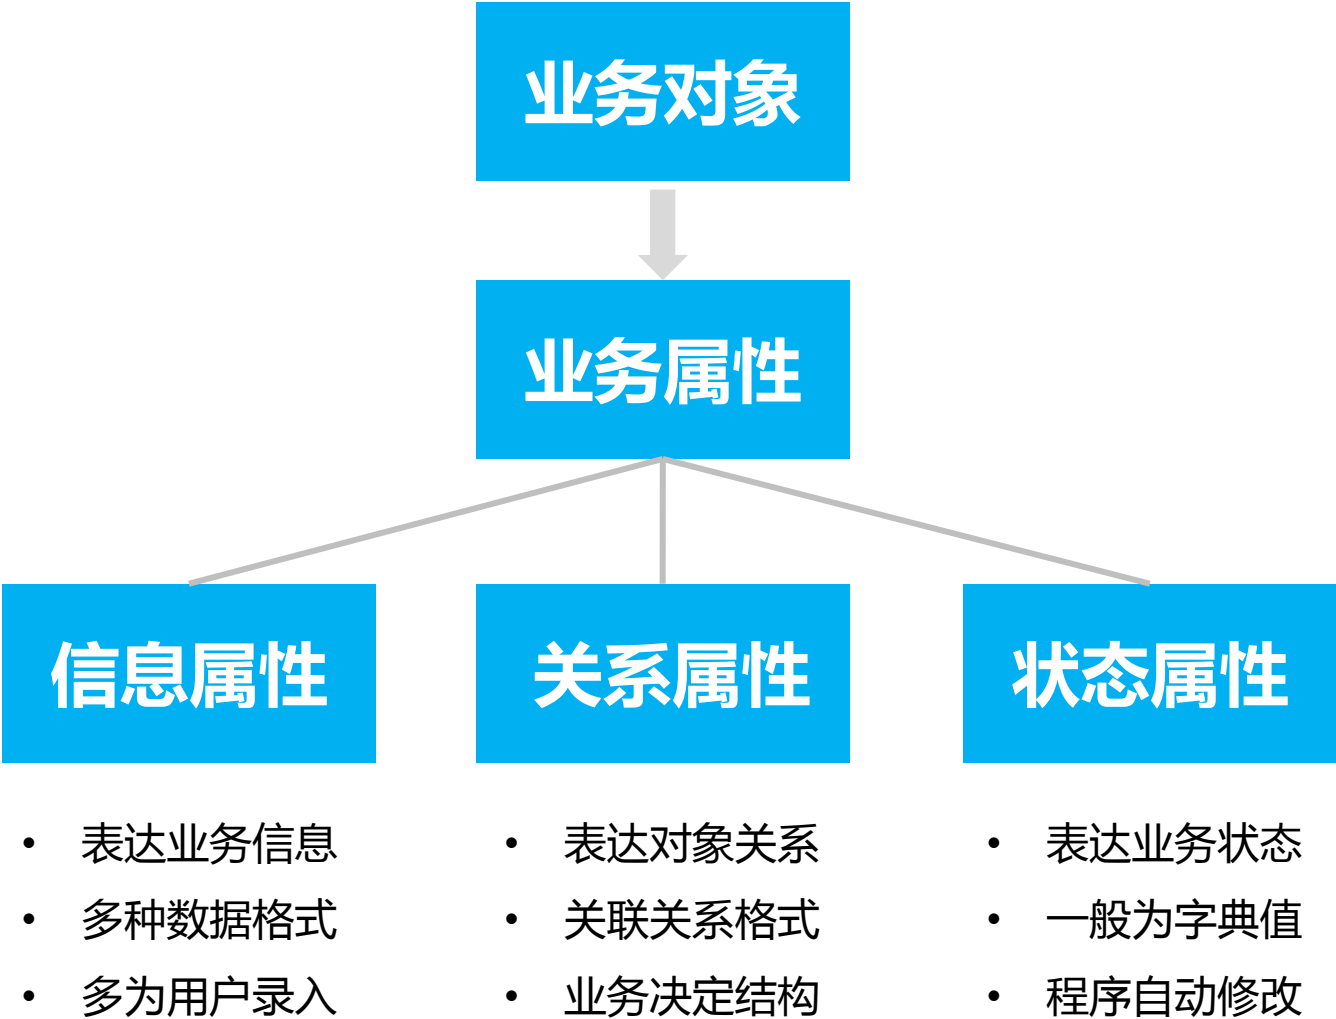 业务对象
业务属性
信息属性
关系属性
状态属性
• 表达业务信息
• 多种数据格式
• 多为用户录入
• 表达对象关系
• 关联关系格式
• 业务决定结构
• 表达业务状态
• 一般为字典值
• 程序自动修改